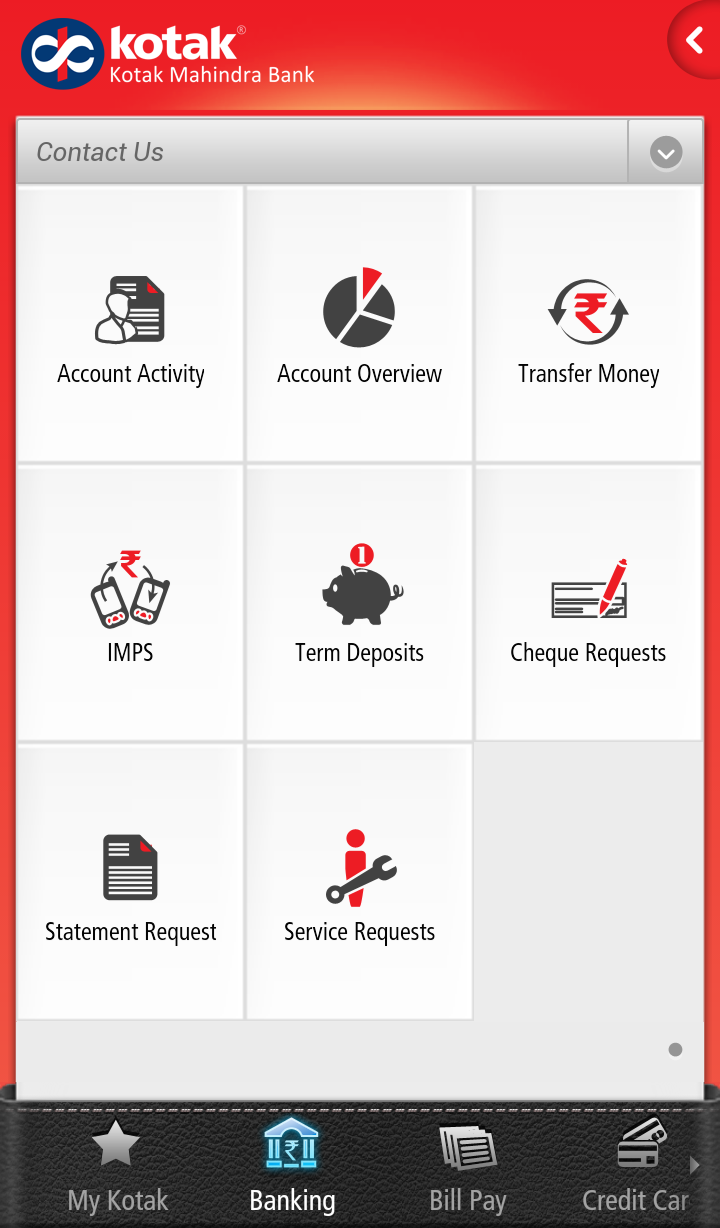 kotak®
Kotak Mahindra Bank
Contact Us
Account Activity
Account Overview
Transfer Money
₹
₹
1
IMPS
Term Deposits
Cheque Requests
Statement Request
Service Requests
₹
My Kotak
Banking
Bill Pay
Credit Car